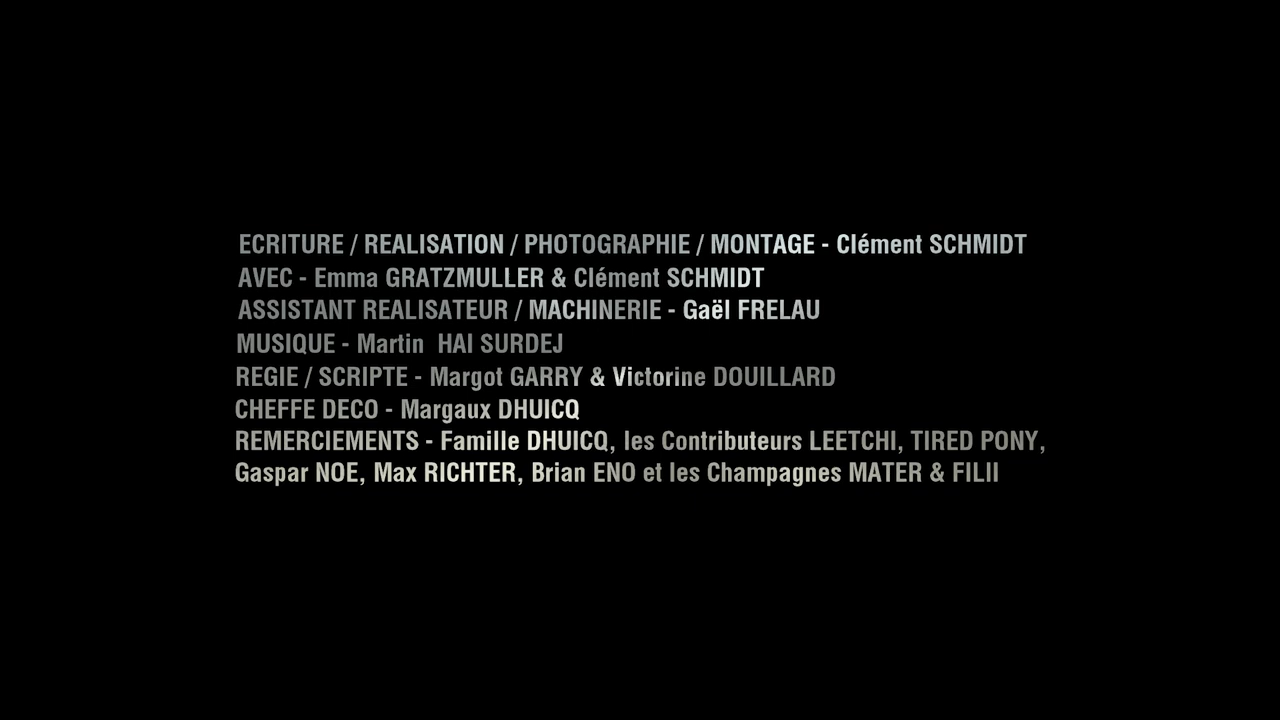 ECRITURE / REALISATION / PHOTOGRAPHIE / MONTAGE - Clément SCHMIDT
AVEC - Emma GRATZMULLER & Clément SCHMIDT
ASSISTANT REALISATEUR / MACHINERIE - Gaël FRELAU
MUSIQUE - Martin  HAI SURDEJ
REGIE / SCRIPTE - Margot GARRY & Victorine DOUILLARD
CHEFFE DECO - Margaux DHUICQ
REMERCIEMENTS - Famille DHUICQ, les Contributeurs LEETCHI, TIRED PONY,
Gaspar NOE, Max RICHTER, Brian ENO et les Champagnes MATER & FILII